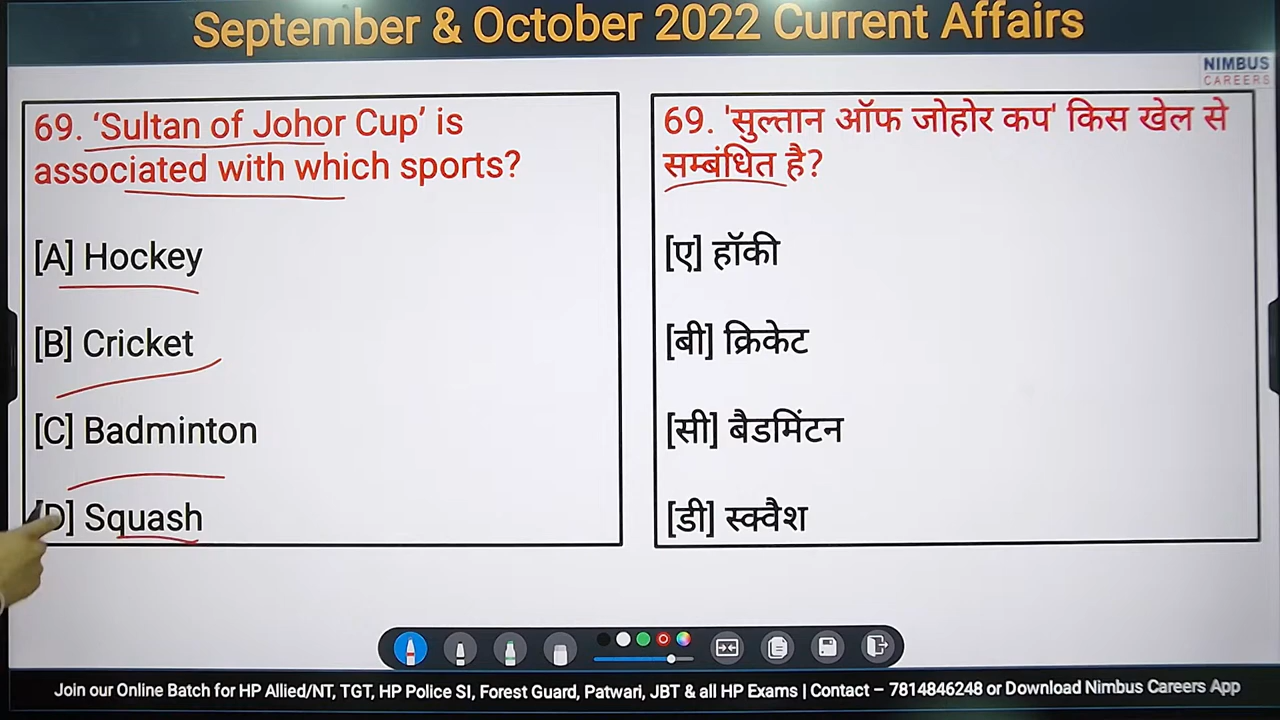 September & October 2022 Current Affairs
NIMBUS
CAREERS
69. ‘Sultan of Johor Cup’ is
associated with which sports?
[A] Hockey
[B] Cricket
[C] Badminton
[D] Squash
69. 'सुल्तान ऑफ जोहोर कप' किस खेल से
सम्बंधित है?
[ए] हॉकी
[बी] क्रिकेट
[सी] बैडमिंटन
[डी] स्क्वैश
Join our Online Batch for HP Allied/NT, TGT, HP Police SI, Forest Guard, Patwari, JBT & all HP Exams | Contact – 7814846248 or Download Nimbus Careers App